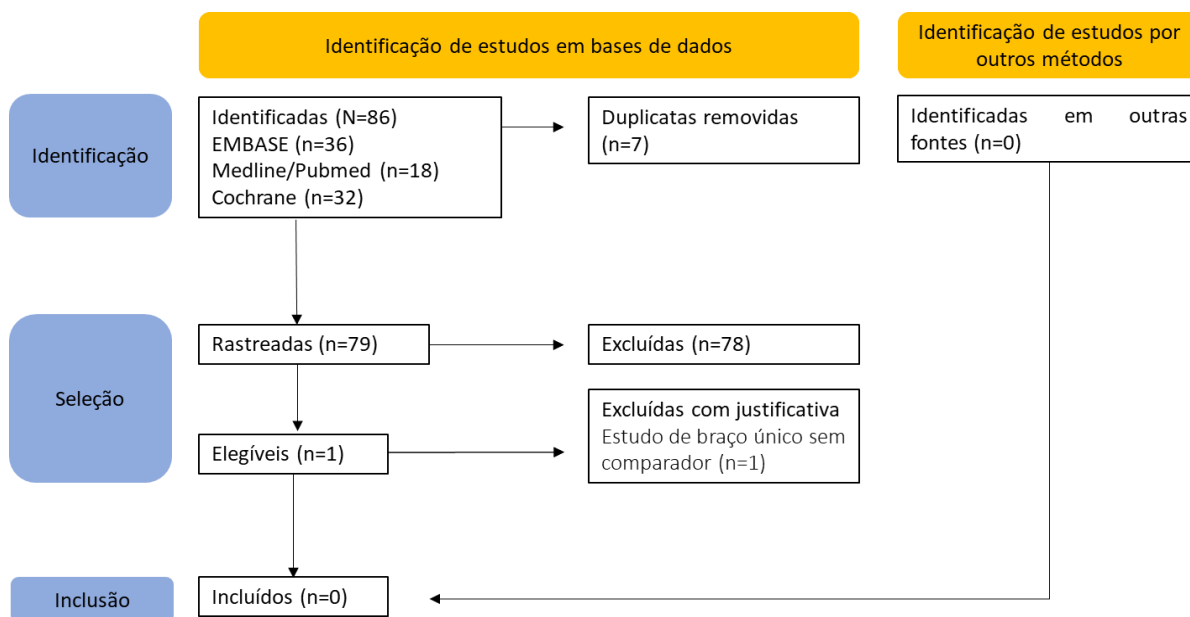 Identificação de estudos em bases de dados
Identificação de estudos por
outros métodos
Identificação
Identificadas (N=86)
EMBASE (n=36)
Medline/Pubmed (n=18)
Cochrane (n=32)
Duplicatas removidas
(n=7)
Identificadas em outras
fontes (n=0)
Seleção
Rastreadas (n=79)
Excluídas (n=78)
Elegíveis (n=1)
Excluídas com justificativa
Estudo de braço único sem
comparador (n=1)
Inclusão
Incluídos (n=0)